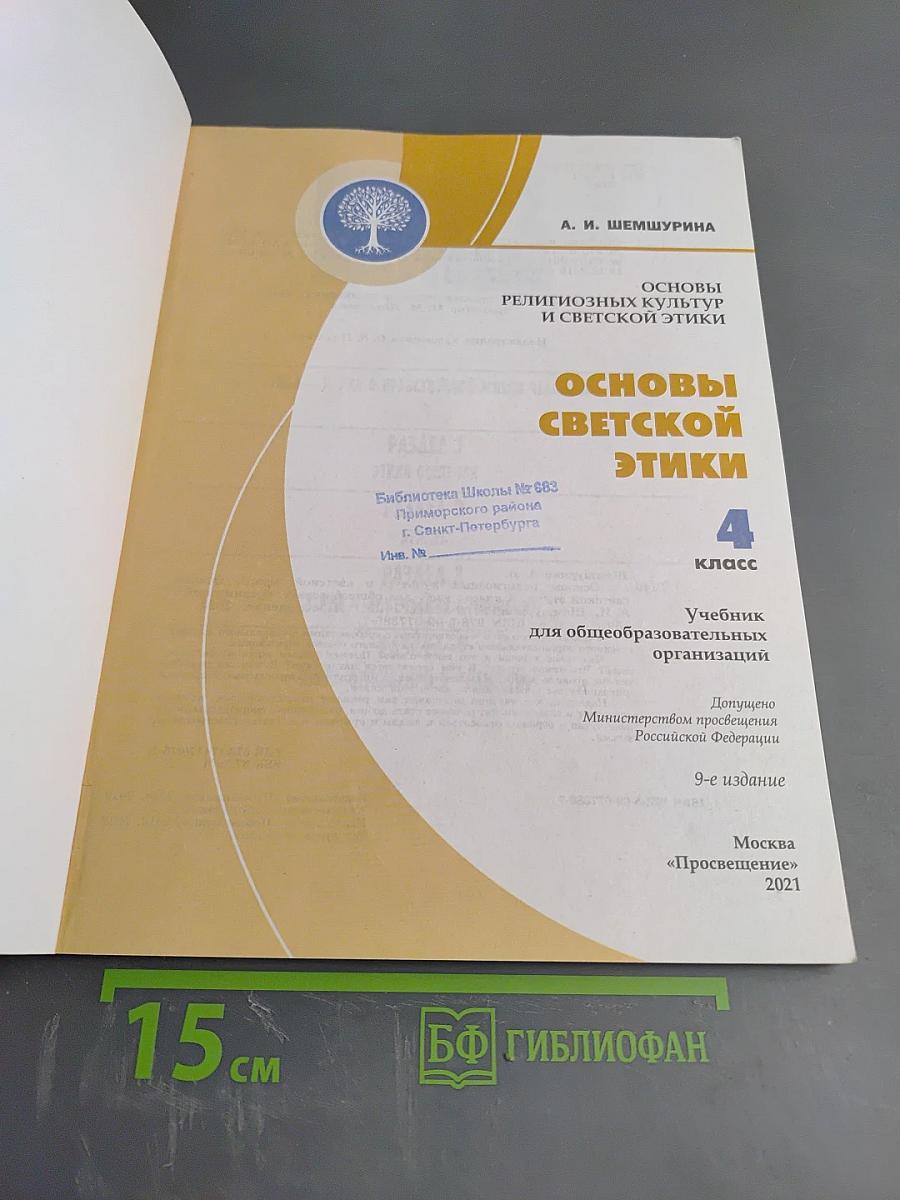 А. И. ШЕМШУРИНА
ОСНОВЫ
РЕЛИГИОЗНЫХ КУЛЬТУР
И СВЕТСКОЙ ЭТИКИ
ОСНОВЫ
СВЕТСКОЙ
ЭТИКИ
Библиотека Школы № 683
Приморского района
г. Санкт-Петербурга
Инв. №
4
класс
Учебник
для общеобразовательных
организаций
Допущено
Министерством просвещения
Российской Федерации
9-е издание
Москва
«Просвещение»
2021
15 см
БФ ГИБЛИОФАН